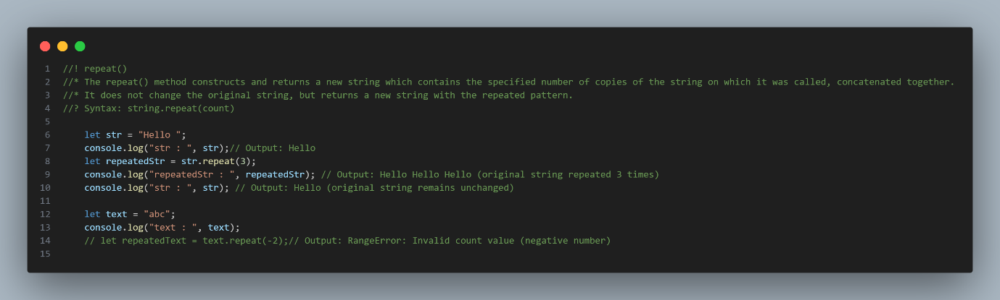 1 //! repeat()
2 //* The repeat() method constructs and returns a new string which contains the specified number of copies of the string on which it was called, concatenated together.
3 //* It does not change the original string, but returns a new string with the repeated pattern.
4 //? Syntax: string.repeat(count)
5
6     let str = "Hello ";
7     console.log("str : ", str);// Output: Hello
8     let repeatedStr = str.repeat(3);
9     console.log("repeatedStr : ", repeatedStr); // Output: Hello Hello Hello (original string repeated 3 times)
10     console.log("str : ", str); // Output: Hello (original string remains unchanged)
11
12     let text = "abc";
13     console.log("text : ", text);
14     // let repeatedText = text.repeat(-2);// Output: RangeError: Invalid count value (negative number)
15